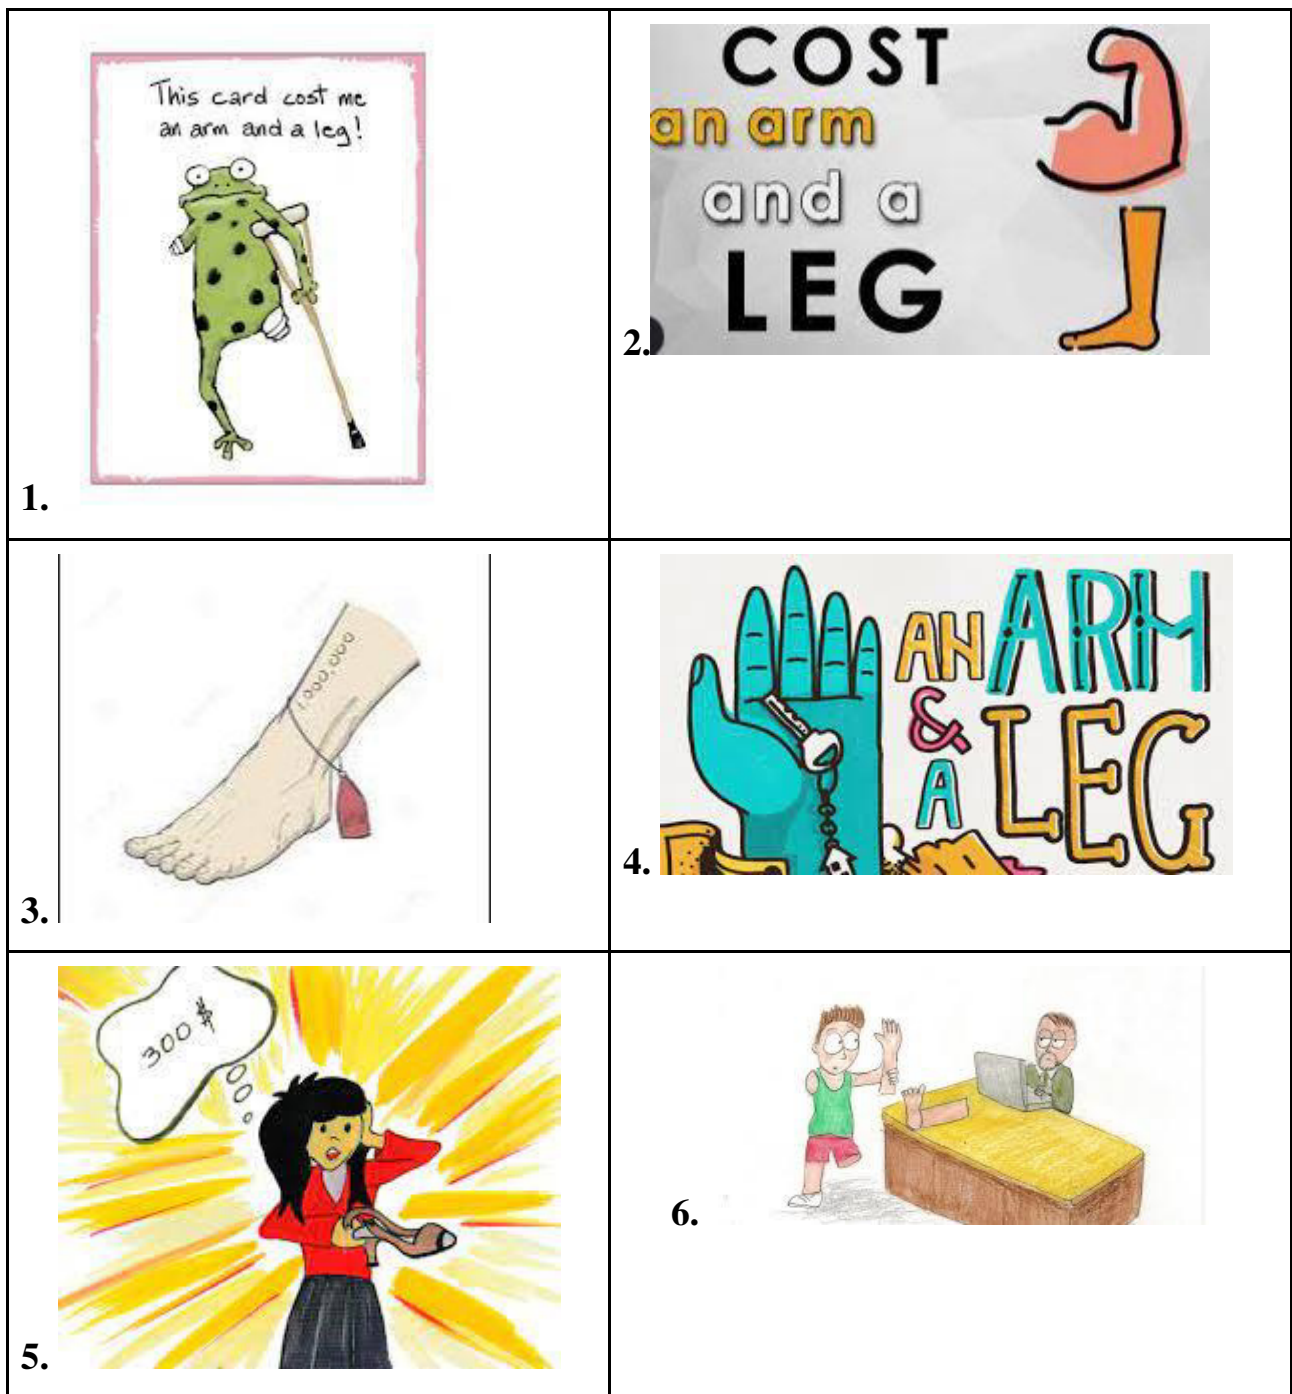 This card cost me
an arm and a leg!
1.
COST
an arm
and a
LEG
2.
1,000,000
3.
AN ARM
&
A LEG
4.
300 $
5.
6.